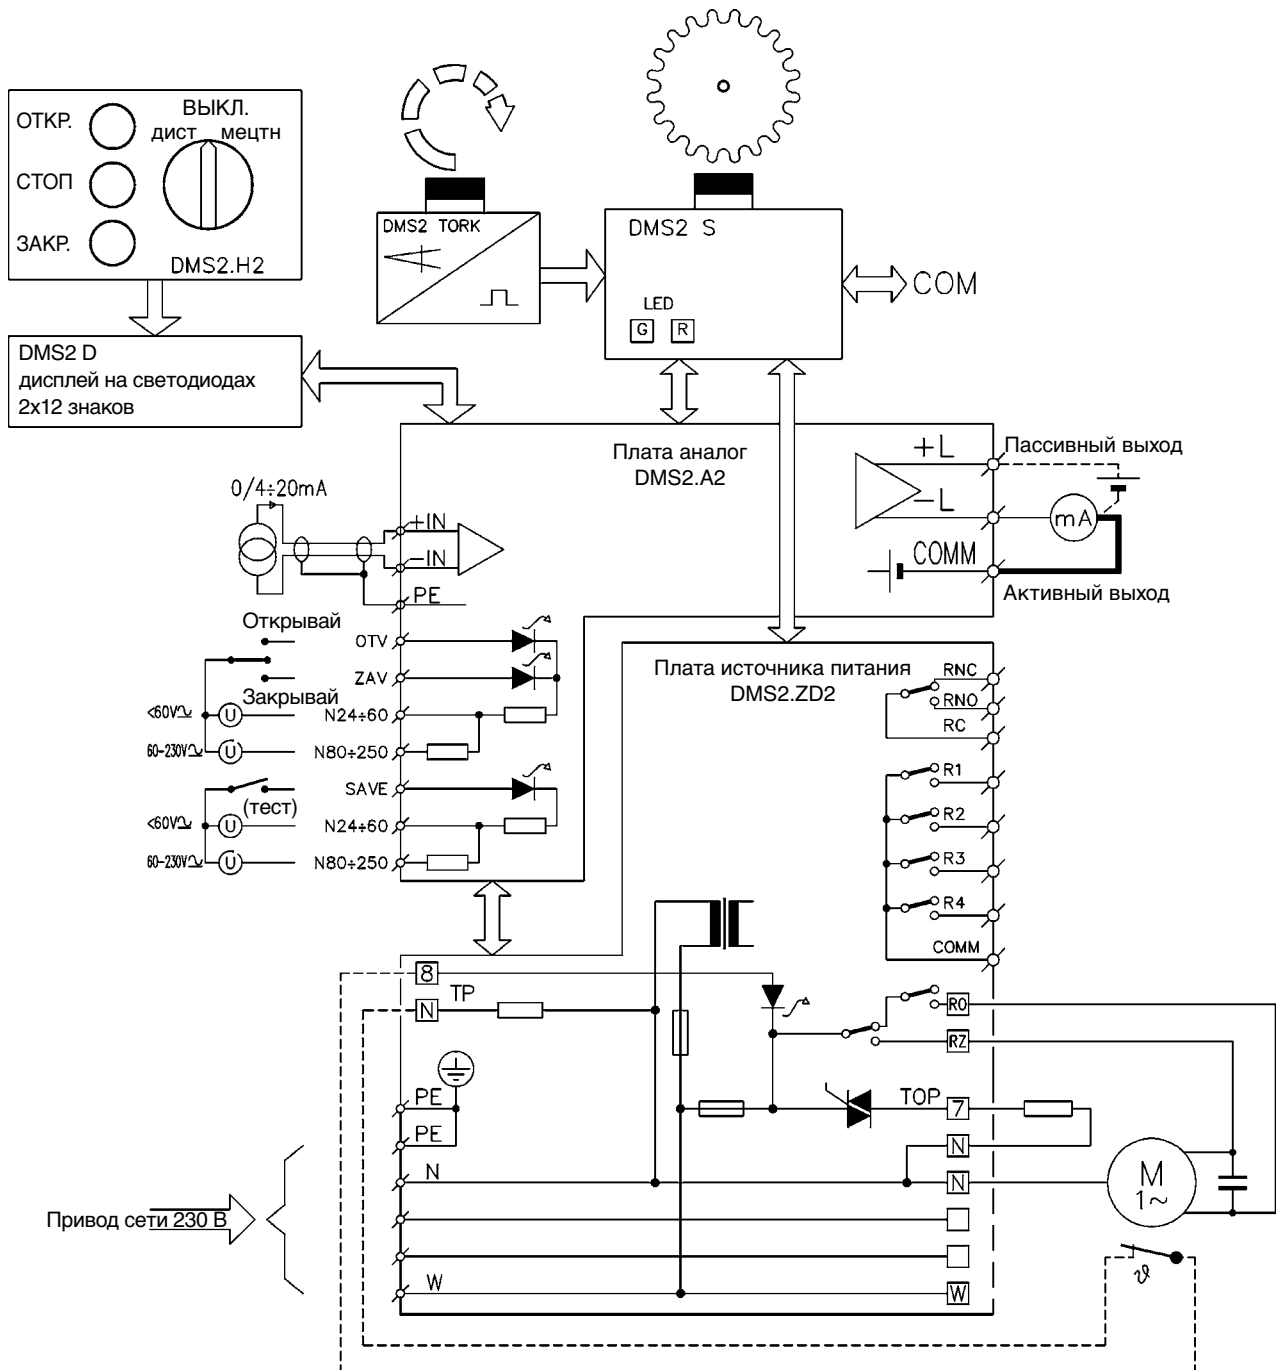 ОТКР.
СТОП
ЗАКР.
ВЫКЛ.
дист мецтн
DMS2.H2
DMS2 D
дисплей на светодиодах
2x12 знаков
DMS2 TORK
DMS2 S
LED
G R
COM
Плата аналог
DMS2.A2
+L
-L
COMM
Пассивный выход
mA
Активный выход
0/4÷20mA
+IN
-IN
PE
Открывай
OTV
ZAV
Закрывай
<60V
U
N24÷60
60-230V
U
N80÷250
SAVE
(тест)
<60V
U
N24÷60
60-230V
U
N80÷250
Плата источника питания
DMS2.ZD2
RNC
RNO
RC
R1
R2
R3
R4
COMM
8
N
TP
RO
RZ
PE
PE
TOP
7
N
N
N
M
1~
Привод сети 230 В
W
W
ϑ